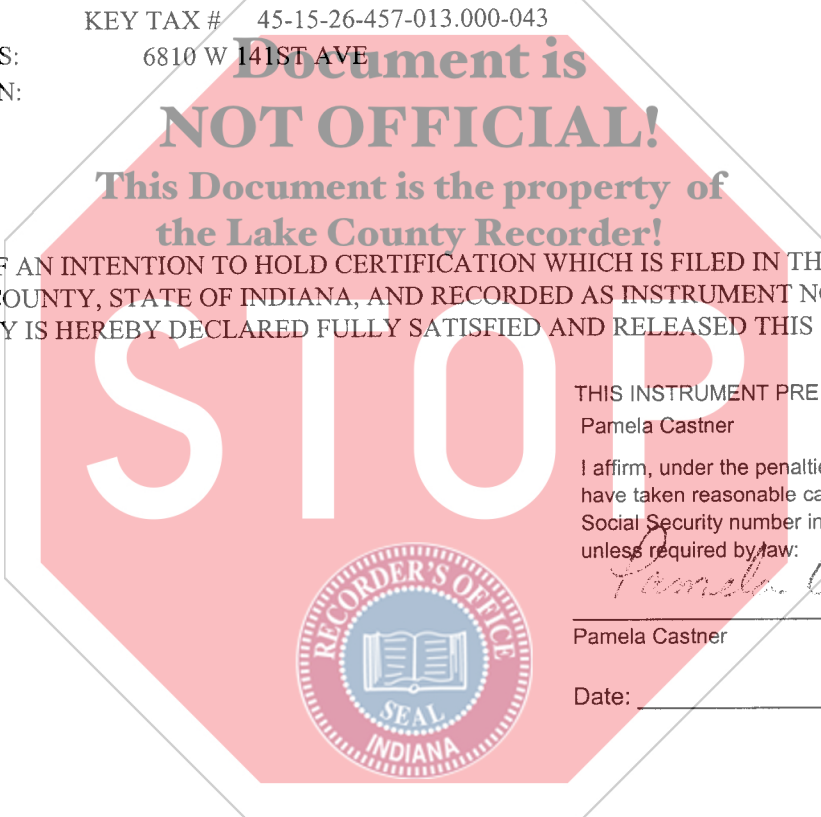 KEY TAX # 45-15-26-457-013.000-043
S: 6810 W 141ST AVE
N:
Document is
NOT OFFICIAL!
This Document is the property of
the Lake County Recorder!
F AN INTENTION TO HOLD CERTIFICATION WHICH IS FILED IN TH
OUNTY, STATE OF INDIANA, AND RECORDED AS INSTRUMENT NO
Y IS HEREBY DECLARED FULLY SATISFIED AND RELEASED THIS
STOP
THIS INSTRUMENT PRE
Pamela Castner
I affirm, under the penaltie
have taken reasonable ca
Social Security number in
unless required by law:
Pamela C
Pamela Castner
Date:
RECORDER'S OFFICE
SEAL
INDIANA